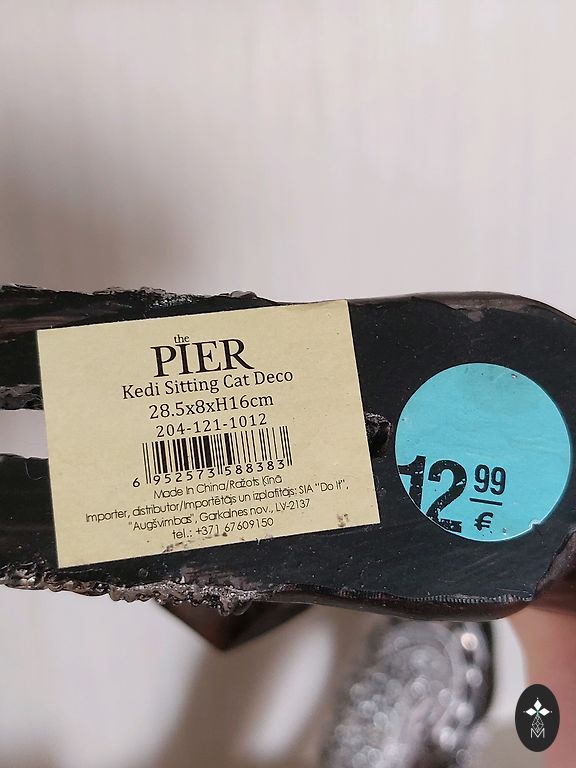 the
PIER
Kedi Sitting Cat Deco
28.5x8xH16cm
204-121-1012
6 952573 588383
Made In China/Ražots Ķīnā
Importer, distributor/Importētājs un izplatītājs: SIA "Do It",
"Augšvimbas", Garkalnes nov., LV-2137
tel.: +371 67609150
12 99
€
M